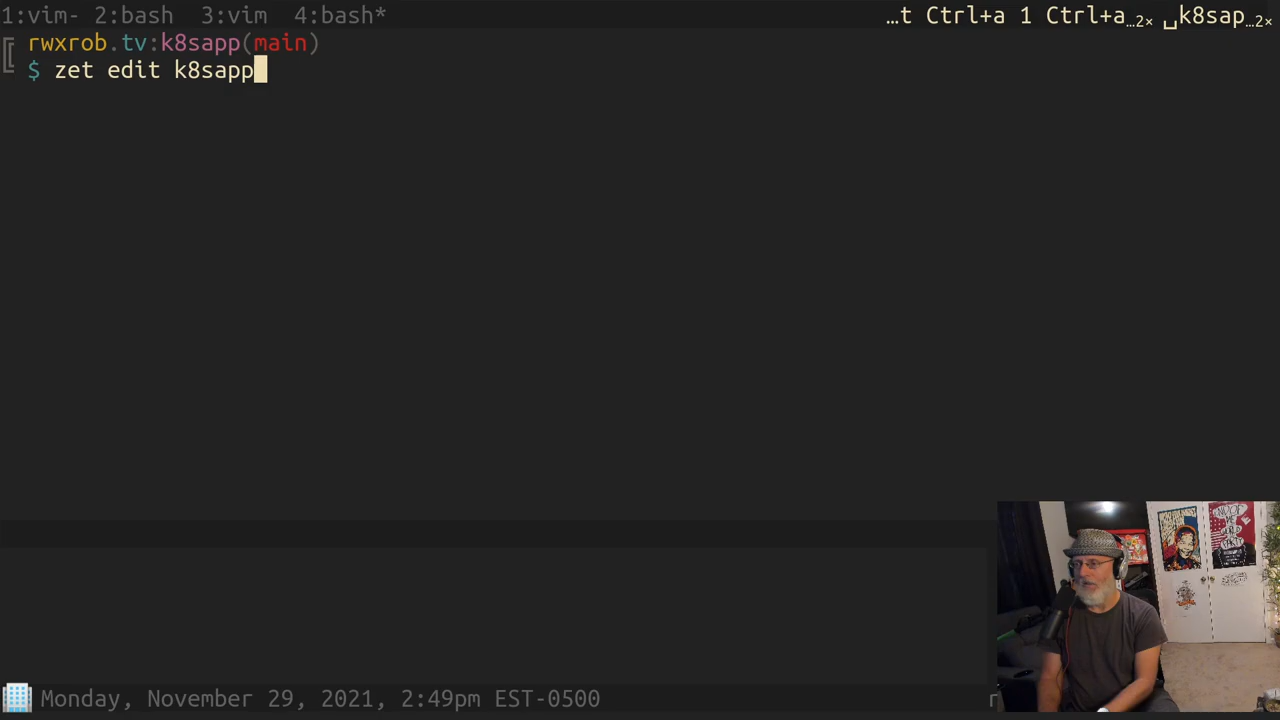 1:vim- 2:bash 3:vim 4:bash*
…t Ctrl+a 1 Ctrl+a…2× ␣k8sap…2×
rwxrob.tv:k8sapp(main)
$ zet edit k8sapp
Monday, November 29, 2021, 2:49pm EST-0500
r